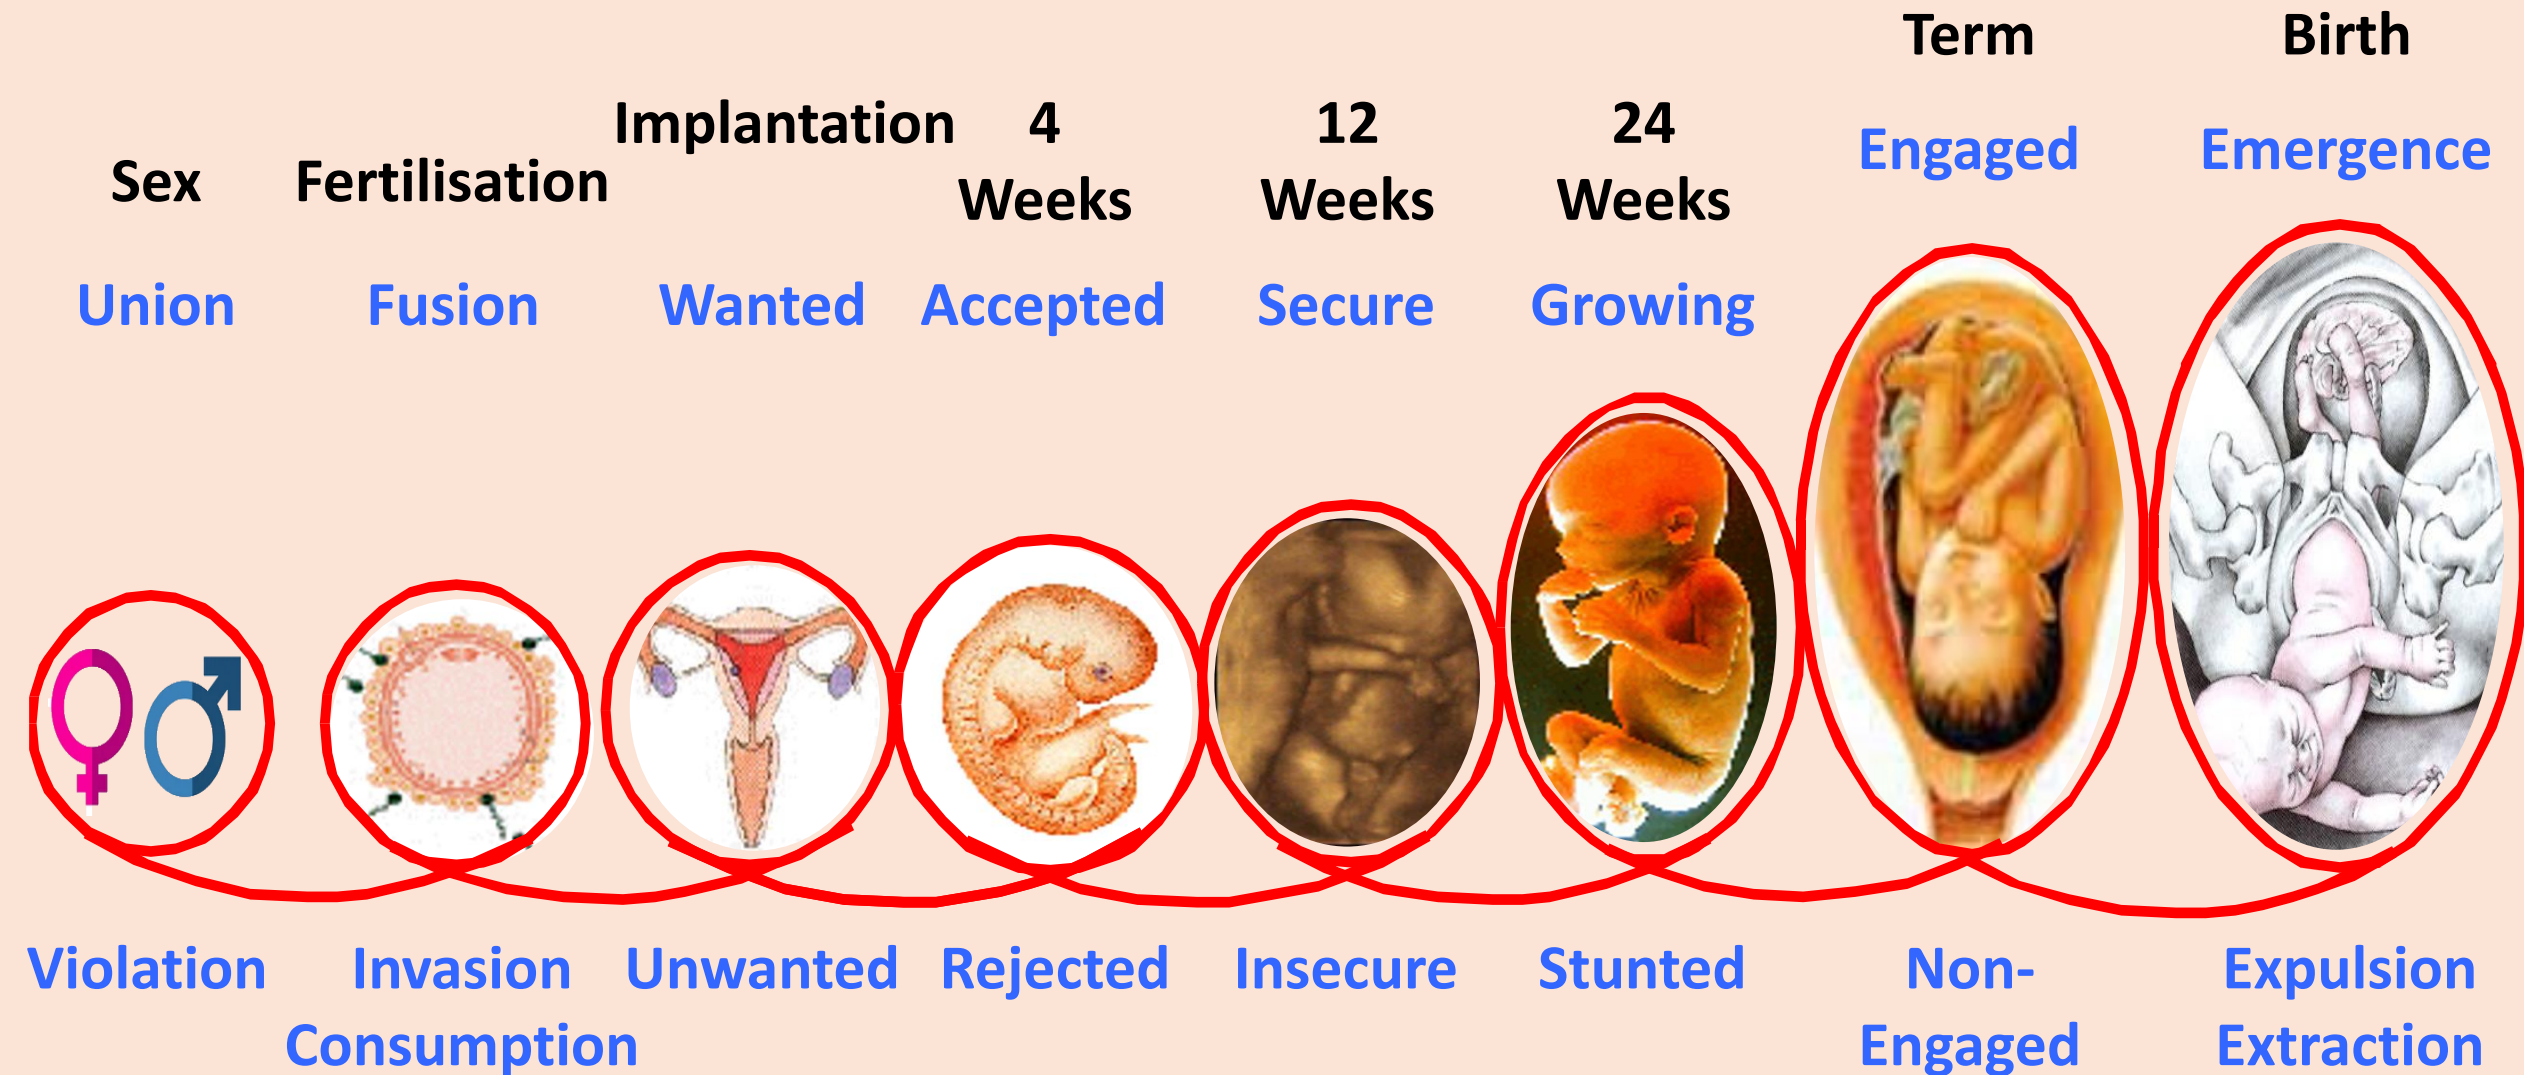 Term
Birth
Engaged
Emergence
Implantation
4
12
24
Sex
Fertilisation
Weeks
Weeks
Weeks
Union
Fusion
Wanted
Accepted
Secure
Growing
Violation
Invasion
Unwanted
Rejected
Insecure
Stunted
Non-
Expulsion
Consumption
Engaged
Extraction